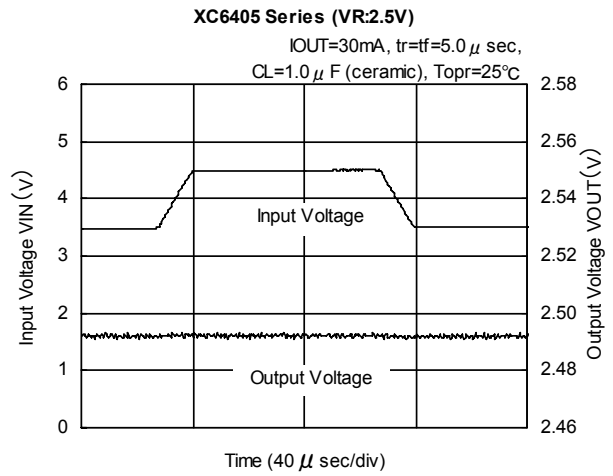 XC6405 Series (VR:2.5V)
IOUT=30mA, tr=tf=5.0 μ sec,
CL=1.0 μ F (ceramic), Topr=25℃
Input Voltage VIN(V)
6
5
4
3
2
1
0
Input Voltage
Output Voltage
2.58
2.56
2.54
2.52
2.50
2.48
2.46
Output Voltage VOUT(V)
Time (40 μ sec/div)